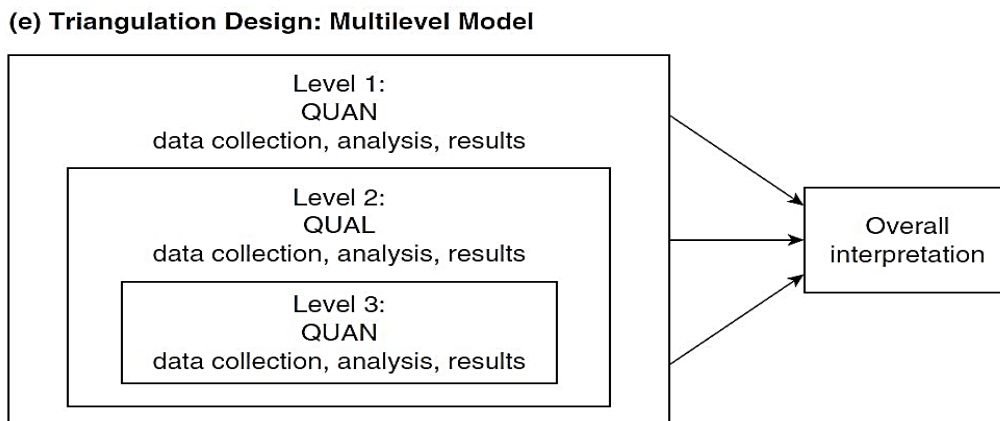 (e) Triangulation Design: Multilevel Model
Level 1:
QUAN
data collection, analysis, results
Level 2:
QUAL
data collection, analysis, results
Level 3:
QUAN
data collection, analysis, results
Overall
interpretation